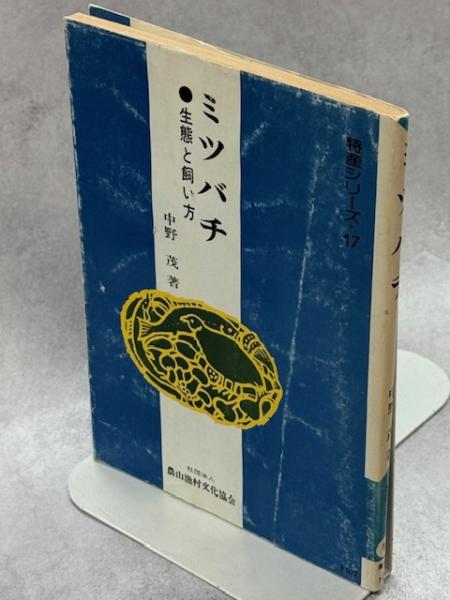 特産シリーズ・17
ミツバチ
●生態と飼い方
中野 茂 著
社団法人
農山漁村文化協会